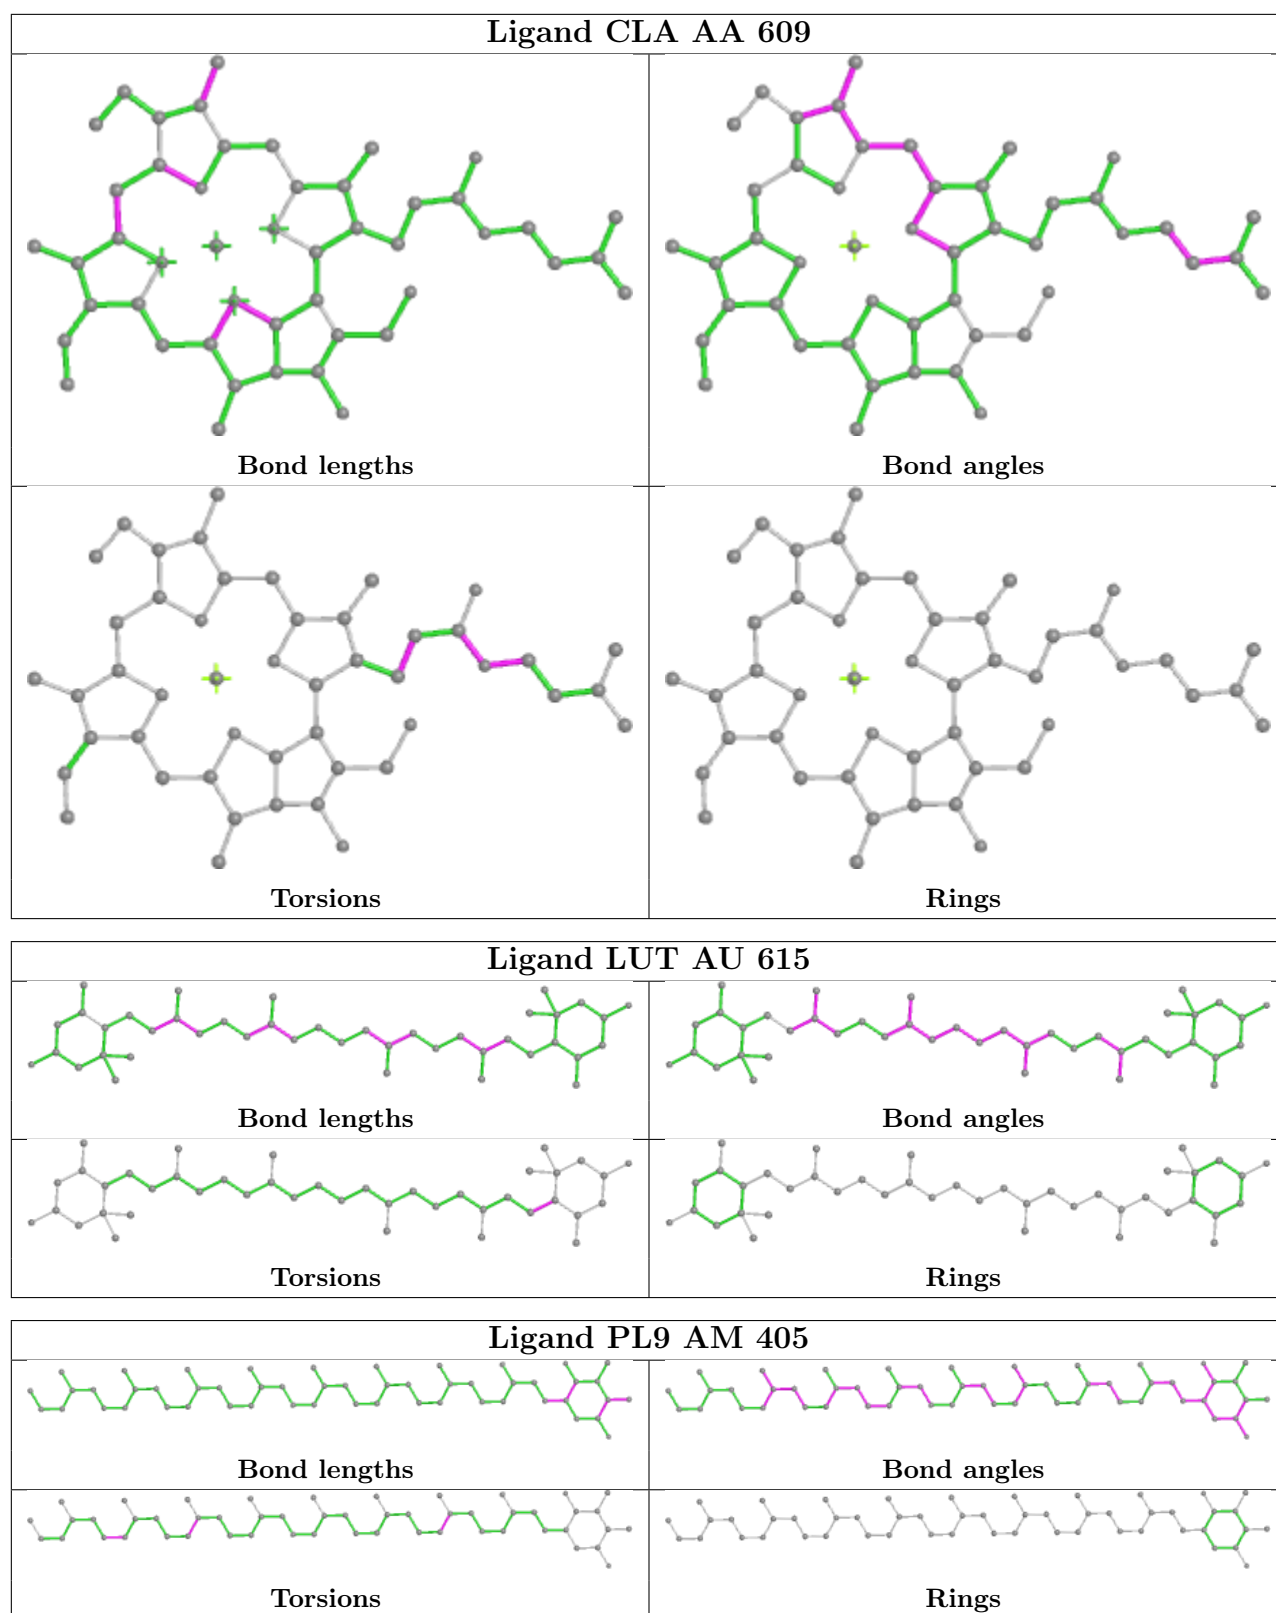 Ligand CLA AA 609
Bond lengths
Bond angles
Torsions
Rings
Ligand LUT AU 615
Bond lengths
Bond angles
Torsions
Rings
Ligand PL9 AM 405
Bond lengths
Bond angles
Torsions
Rings